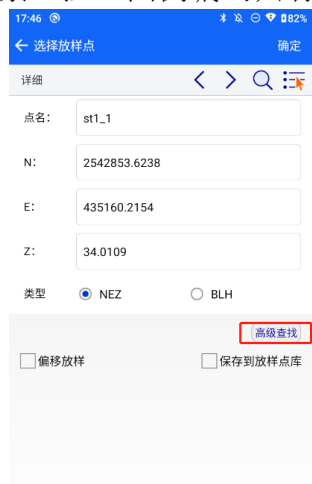 17:46 82%
选择放样点 确定
详细
点名: st1_1
N: 2542853.6238
E: 435160.2154
Z: 34.0109
类型 NEZ BLH
高级查找
偏移放样 保存到放样点库